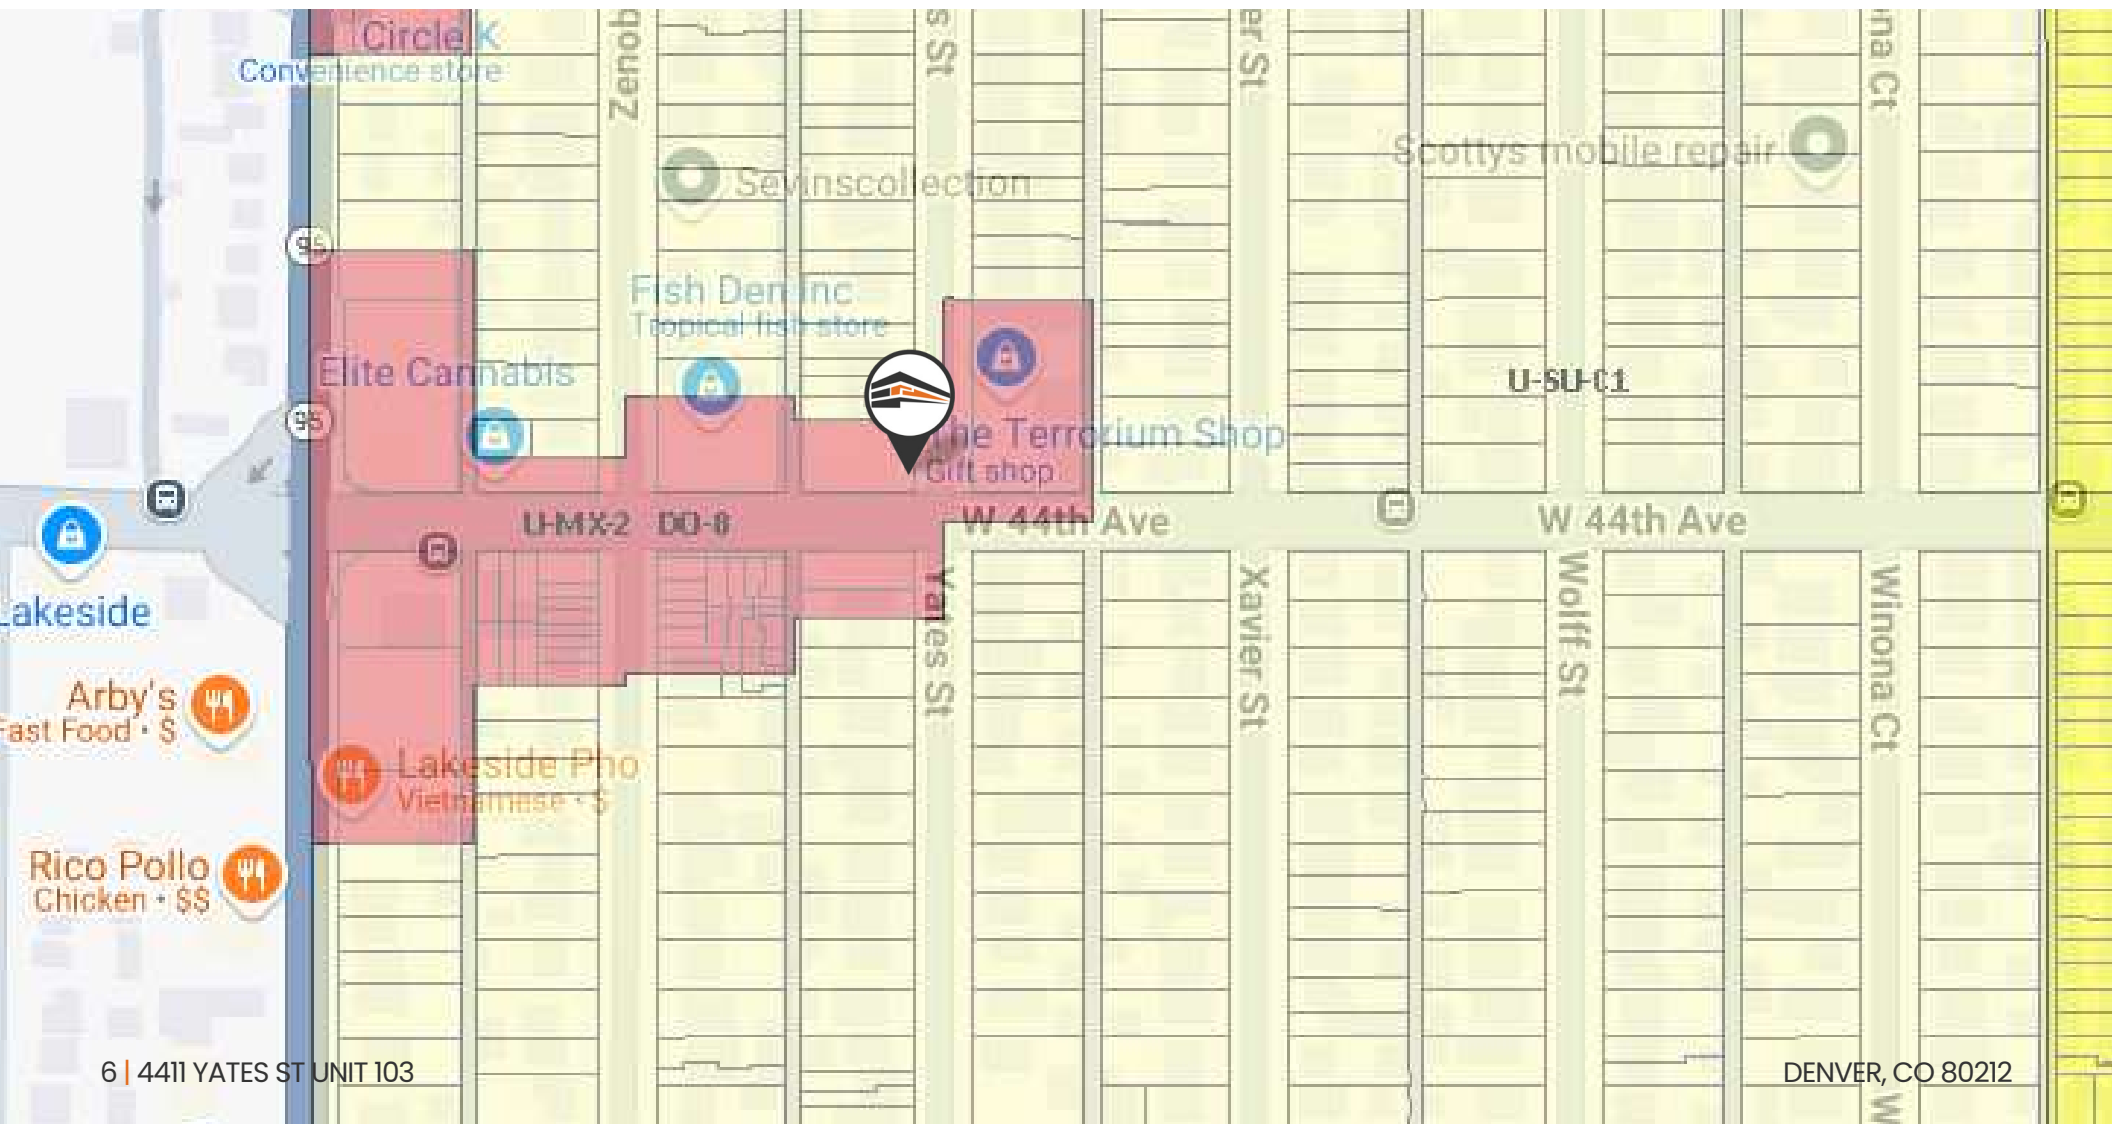 Circle K
Convenience store
Zenob
s St
er St
na Ct
Scottys mobile repair
Sevinscollection
95
Fish Den Inc
Tropical fish store
Elite Cannabis
U-SU-C1
95
The Terrorium Shop
Gift shop
U-MX-2 DO-8
W 44th Ave
W 44th Ave
Lakeside
Yates St
Xavier St
Wolff St
Winona Ct
Arby's
Fast Food · $
Lakeside Pho
Vietnamese · $
Rico Pollo
Chicken · $$
6 | 4411 YATES ST UNIT 103
DENVER, CO 80212
W